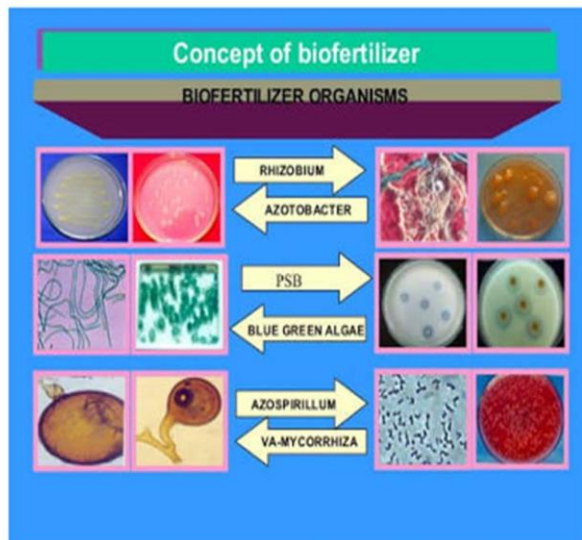 Concept of biofertilizer
BIOFERTILIZER ORGANISMS
RHIZOBIUM
AZOTOBACTER
PSB
BLUE GREEN ALGAE
AZOSPIRILLUM
VA-MYCORRHIZA